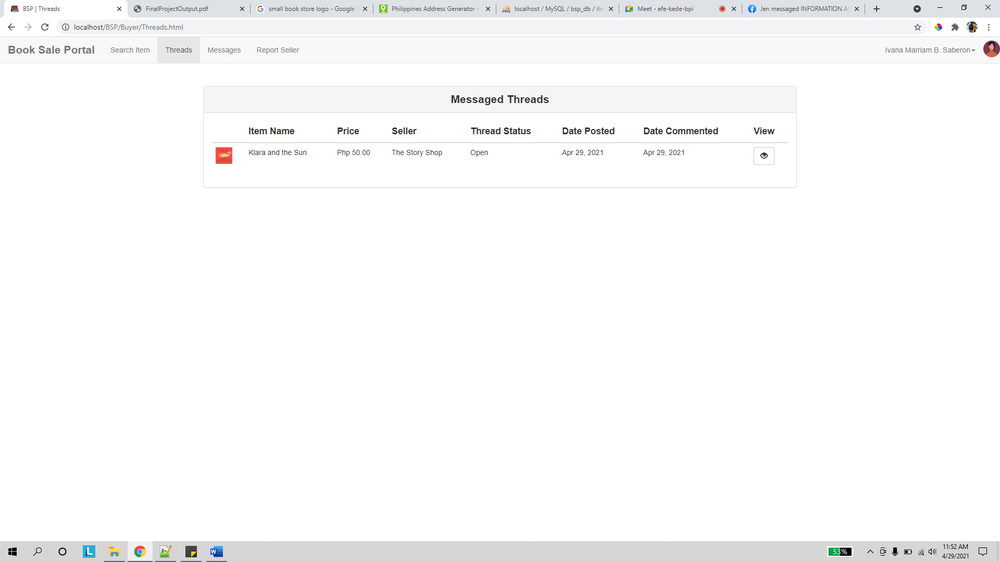 BSP | Threads
FinalProjectOutput.pdf
small book store logo - Google
Philippines Address Generator -
localhost / MySQL / bsp_db / ite
Meet - efe-kede-bpi
Jen messaged INFORMATION AS
localhost/BSP/Buyer/Threads.html
Book Sale Portal Search Item Threads Messages Report Seller Ivana Marriam B. Saberon
Messaged Threads
Item Name Price Seller Thread Status Date Posted Date Commented View
Klara and the Sun Php 50.00 The Story Shop Open Apr 29, 2021 Apr 29, 2021
53%
11:52 AM
4/29/2021